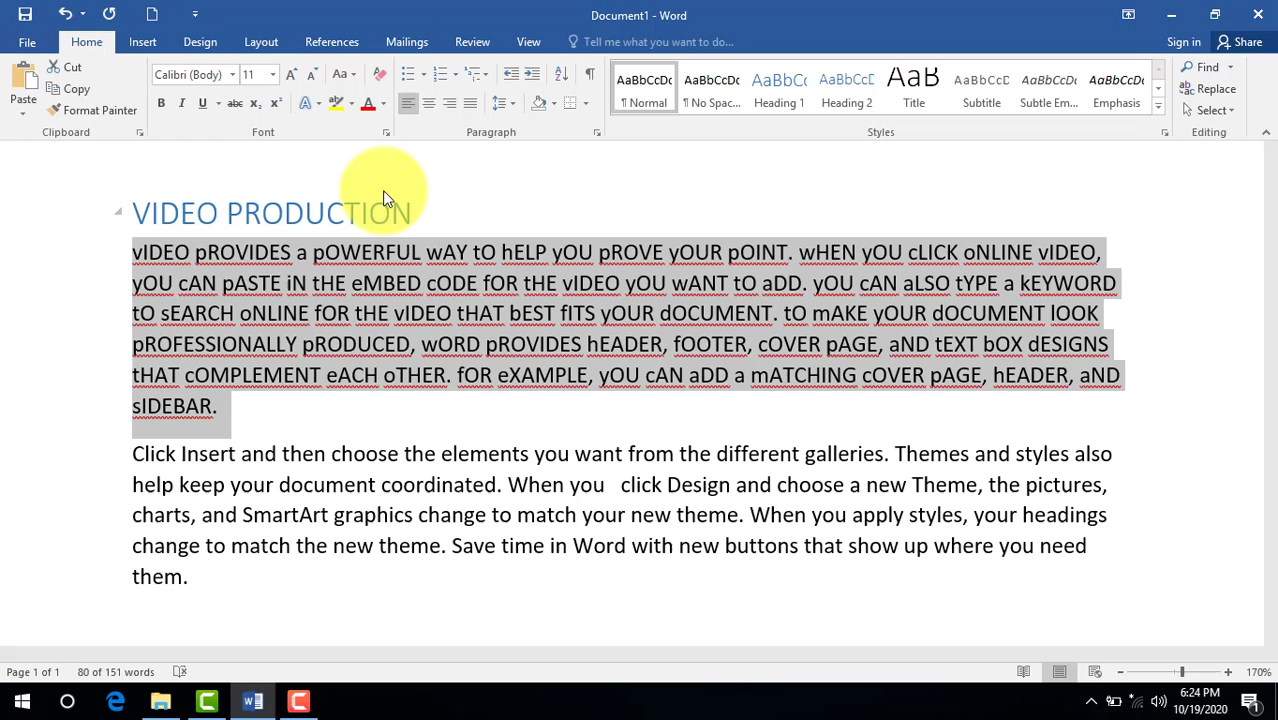 Document1 - Word
File Home Insert Design Layout References Mailings Review View Tell me what you want to do... Sign in Share
Paste Cut Copy Format Painter Clipboard
Calibri (Body) 11 Aa B I U abc x₂ x² A ab A Font
Paragraph
AaBbCcDc ¶ Normal AaBbCcDc ¶ No Spac... AaBbCc Heading 1 AaBbCcD Heading 2 AaB Title AaBbCcD Subtitle AaBbCcDc Subtle Em... AaBbCcDc Emphasis Styles
Find Replace Select Editing
VIDEO PRODUCTION
vIDEO pROVIDES a pOWERFUL wAY tO hELP yOU pROVE yOUR pOINT. wHEN yOU cLICK oNLINE vIDEO,
yOU cAN pASTE iN tHE eMBED cODE fOR tHE vIDEO yOU wANT tO aDD. yOU cAN aLSO tYPE a kEYWORD
tO sEARCH oNLINE fOR tHE vIDEO tHAT bEST fITS yOUR dOCUMENT. tO mAKE yOUR dOCUMENT lOOK
pROFESSIONALLY pRODUCED, wORD pROVIDES hEADER, fOOTER, cOVER pAGE, aND tEXT bOX dESIGNS
tHAT cOMPLEMENT eACH oTHER. fOR eXAMPLE, yOU cAN aDD a mATCHING cOVER pAGE, hEADER, aND
sIDEBAR.
Click Insert and then choose the elements you want from the different galleries. Themes and styles also
help keep your document coordinated. When you   click Design and choose a new Theme, the pictures,
charts, and SmartArt graphics change to match your new theme. When you apply styles, your headings
change to match the new theme. Save time in Word with new buttons that show up where you need
them.
Page 1 of 1 80 of 151 words 170%
6:24 PM
10/19/2020